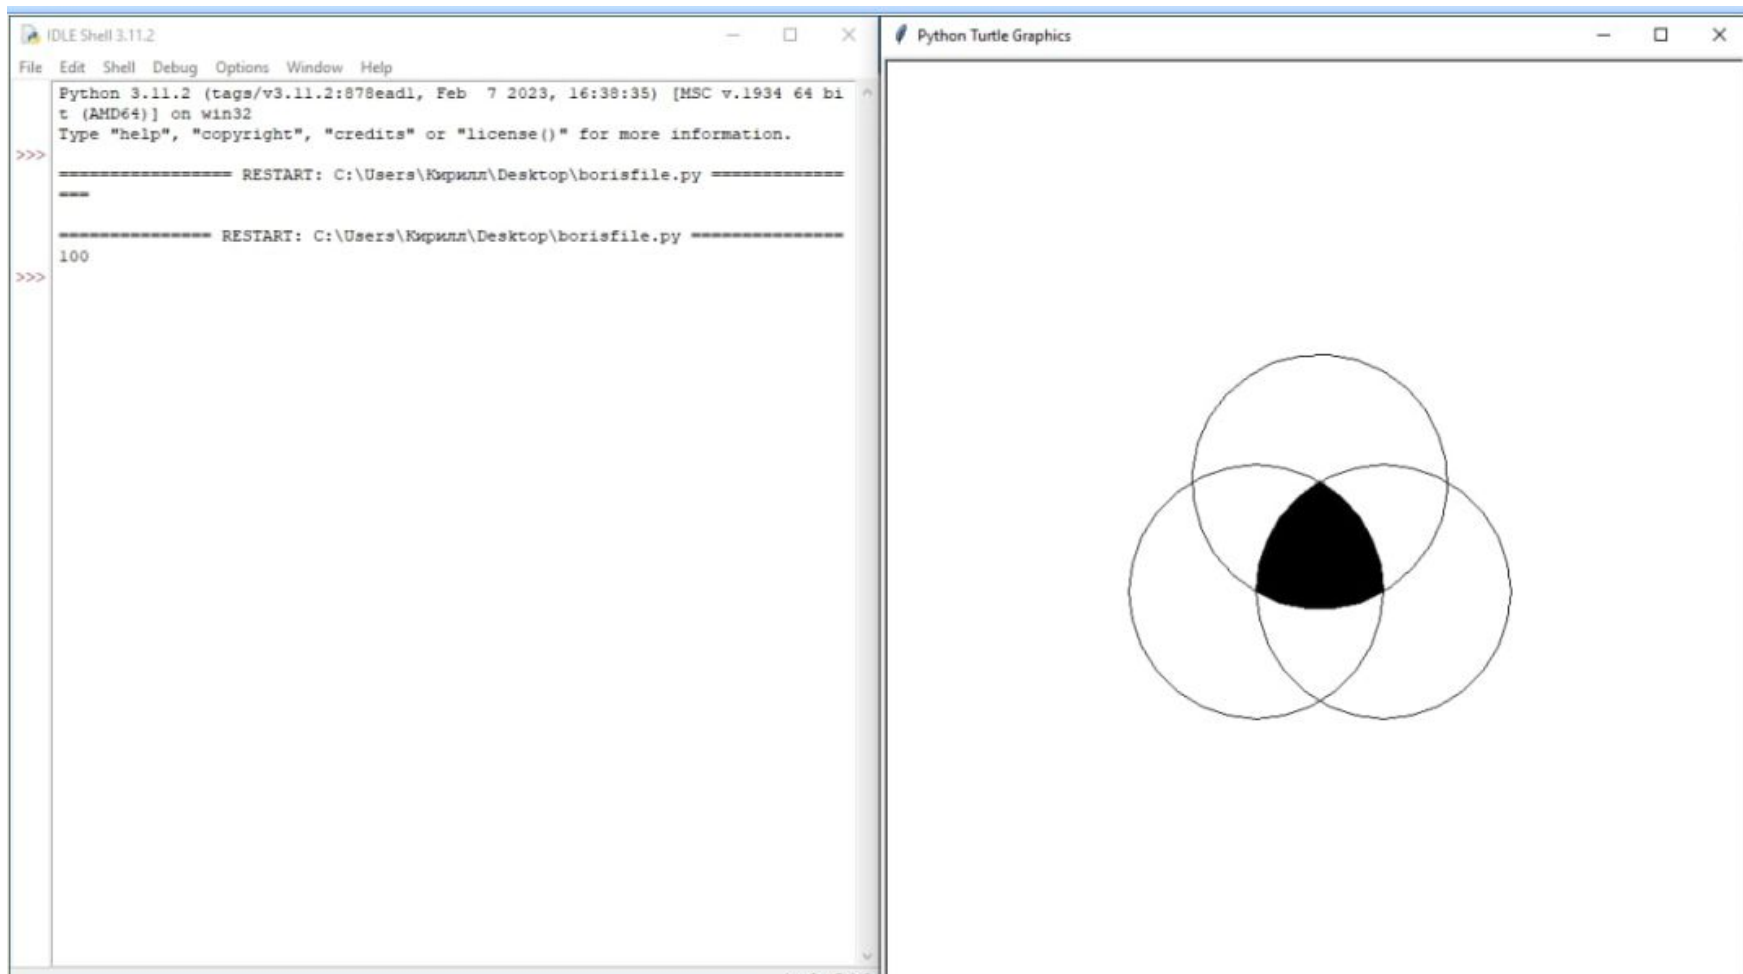 IDLE Shell 3.11.2
File Edit Shell Debug Options Window Help
Python 3.11.2 (tags/v3.11.2:878ead1, Feb  7 2023, 16:38:35) [MSC v.1934 64 bi
t (AMD64)] on win32
Type "help", "copyright", "credits" or "license()" for more information.
>>>
================= RESTART: C:\Users\Кирилл\Desktop\borisfile.py =============
===
=============== RESTART: C:\Users\Кирилл\Desktop\borisfile.py ===============
100
>>>
Python Turtle Graphics